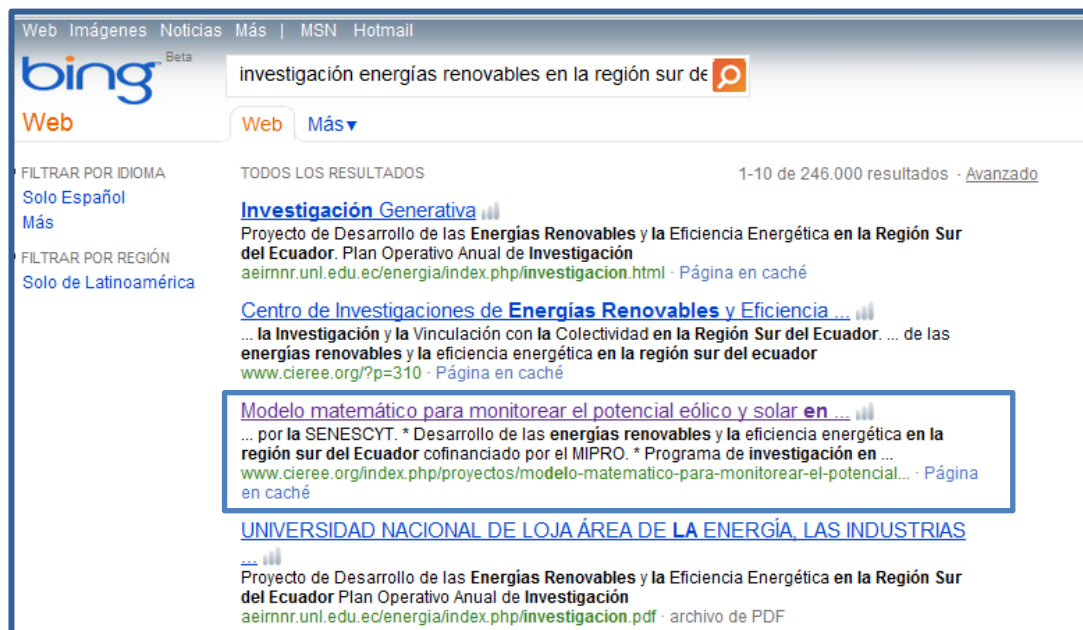 Web Imágenes Noticias Más | MSN Hotmail
bing Beta
investigación energías renovables en la región sur de
Web
Web Más▾
FILTRAR POR IDIOMA
Solo Español
Más
FILTRAR POR REGIÓN
Solo de Latinoamérica
TODOS LOS RESULTADOS 1-10 de 246.000 resultados · Avanzado
Investigación Generativa
Proyecto de Desarrollo de las Energías Renovables y la Eficiencia Energética en la Región Sur
del Ecuador. Plan Operativo Anual de Investigación
aeirnnr.unl.edu.ec/energia/index.php/investigacion.html · Página en caché
Centro de Investigaciones de Energías Renovables y Eficiencia ...
... la Investigación y la Vinculación con la Colectividad en la Región Sur del Ecuador. ... de las
energías renovables y la eficiencia energética en la región sur del ecuador
www.cieree.org/?p=310 · Página en caché
Modelo matemático para monitorear el potencial eólico y solar en ...
... por la SENESCYT. * Desarrollo de las energías renovables y la eficiencia energética en la
región sur del Ecuador cofinanciado por el MIPRO. * Programa de investigación en ...
www.cieree.org/index.php/proyectos/modelo-matematico-para-monitorear-el-potencial... · Página
en caché
UNIVERSIDAD NACIONAL DE LOJA ÁREA DE LA ENERGÍA, LAS INDUSTRIAS
...
Proyecto de Desarrollo de las Energías Renovables y la Eficiencia Energética en la Región Sur
del Ecuador Plan Operativo Anual de Investigación
aeirnnr.unl.edu.ec/energia/index.php/investigacion.pdf · archivo de PDF